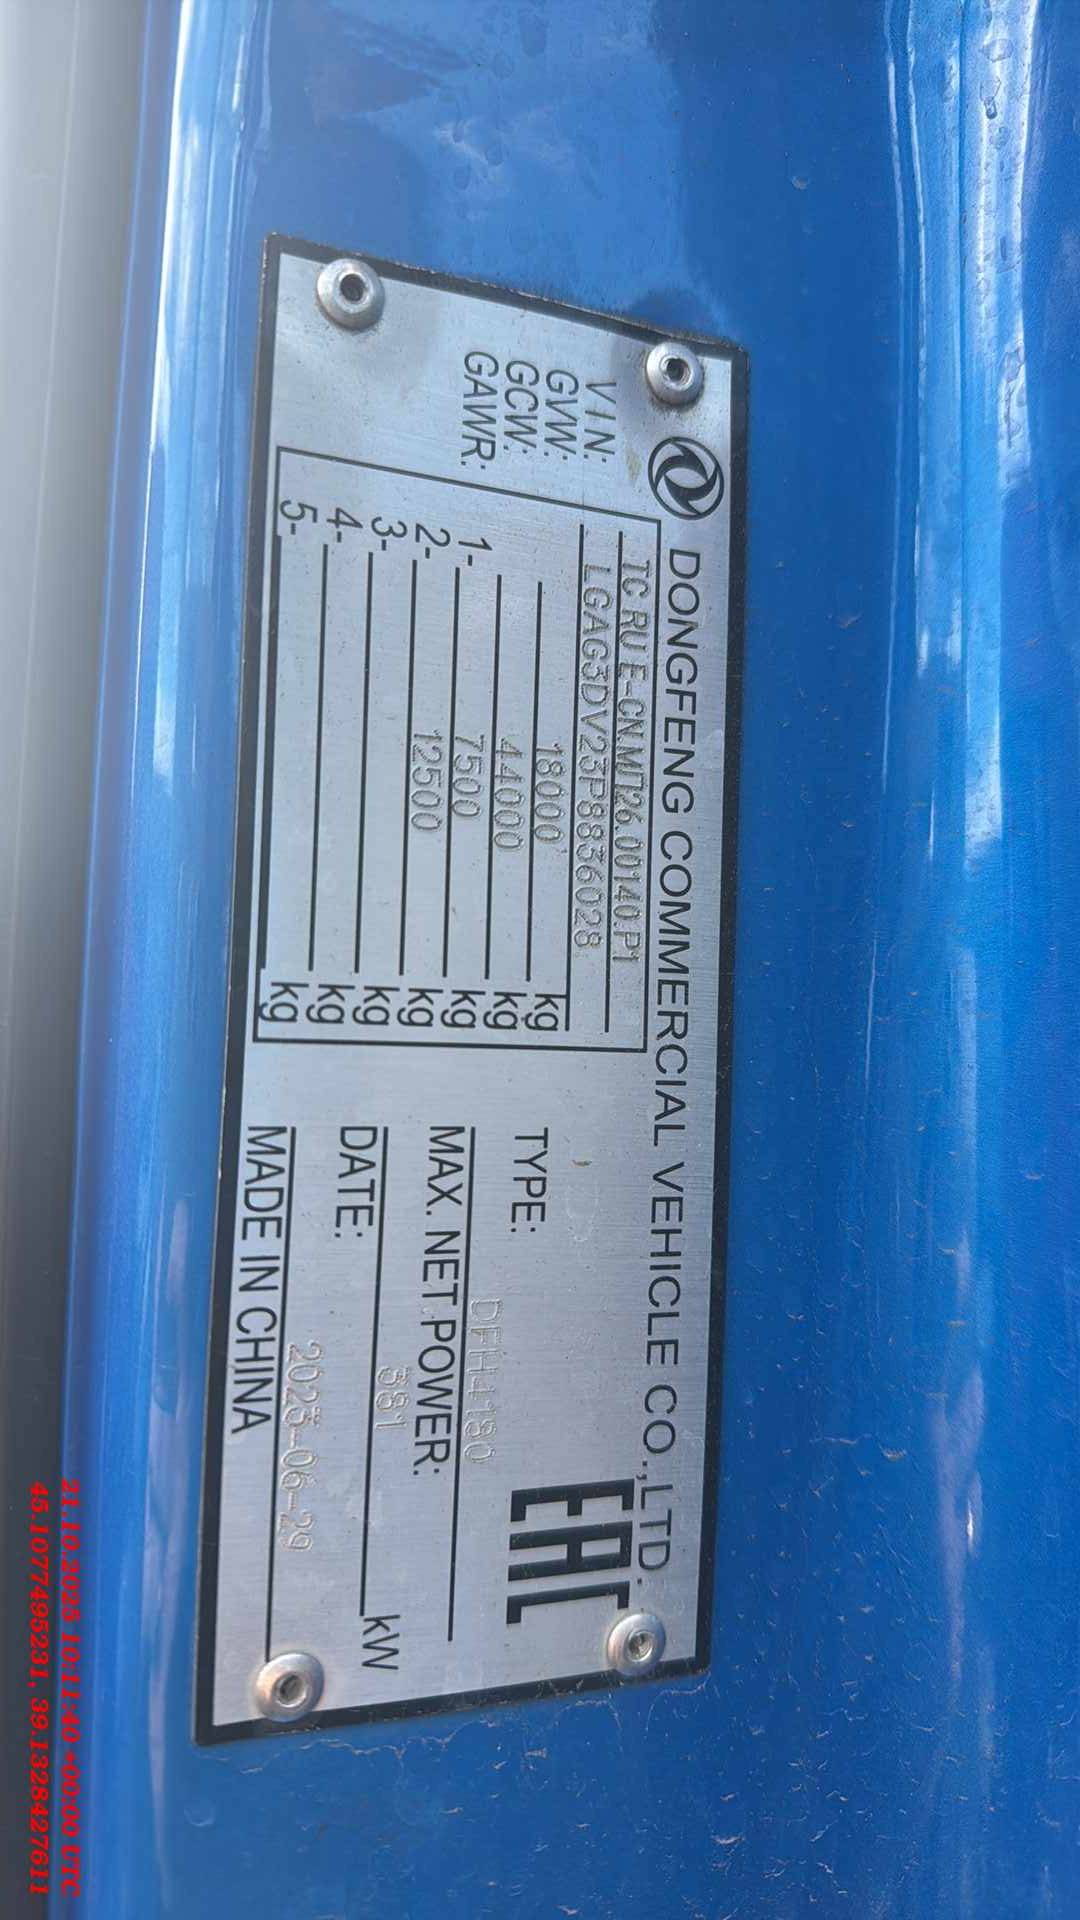 DONGFENG COMMERCIAL VEHICLE CO.,LTD.
TC RU E-CN.МП26.00140.P1
VIN: LGAG3DV23P8836028
GVW: 18000 kg
GCW: 44000 kg
GAWR: 1- 7500 kg
2- 12500 kg
3- kg
4- kg
5- kg
EAC
TYPE: DFH4180
MAX. NET POWER: 381 kW
DATE: 2023-06-29
MADE IN CHINA
21.10.2025 10:11:40 +00:00 UTC
45.1077495231, 39.1328427611